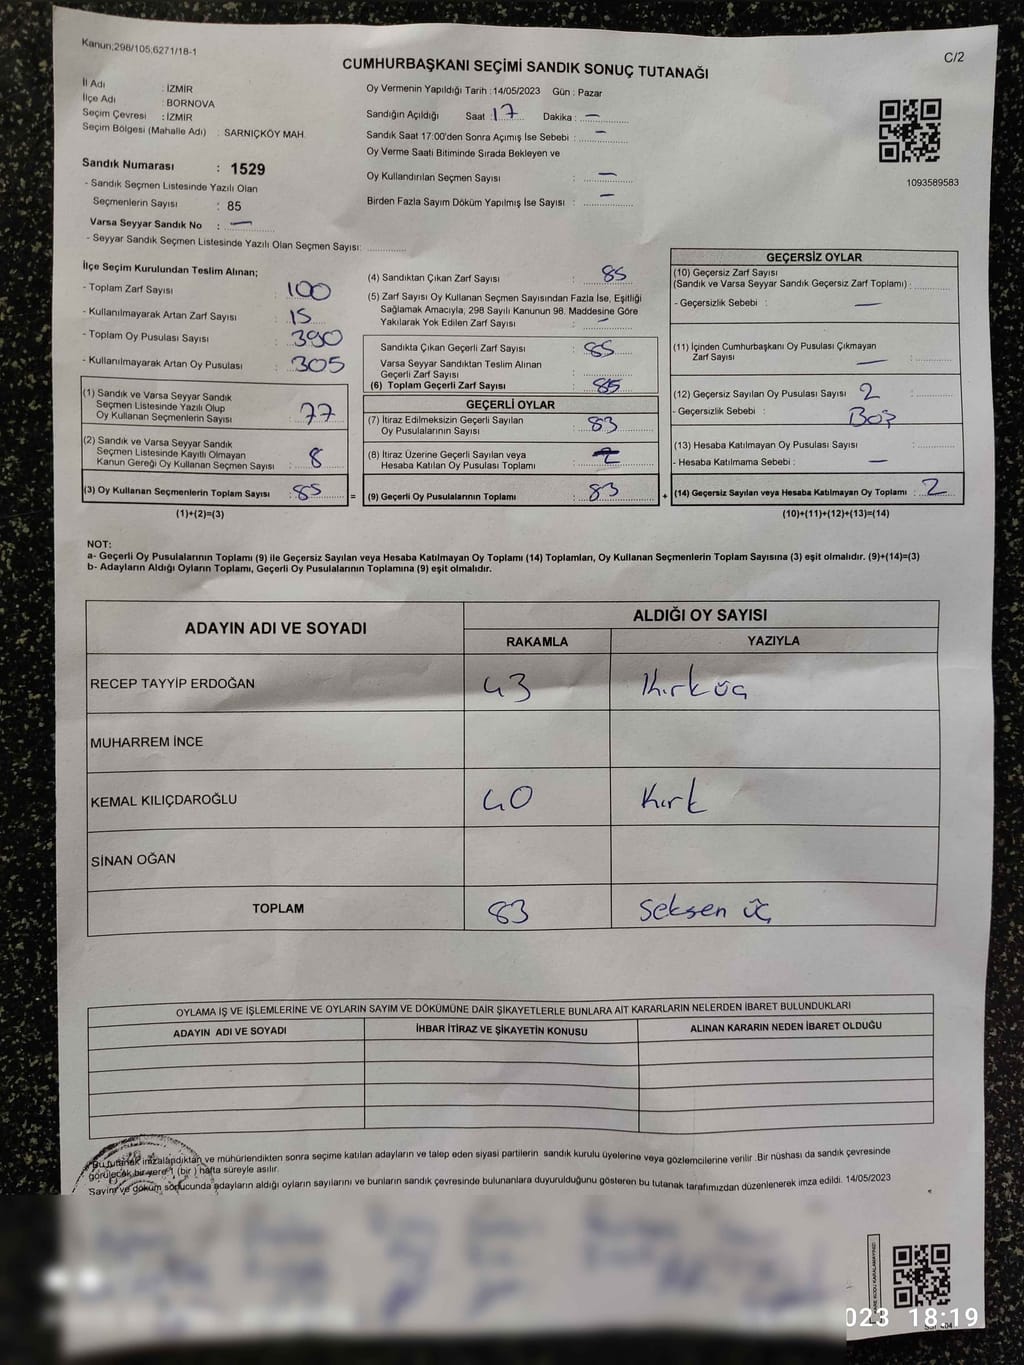 Kanun:298/105,6271/18-1
C/2
CUMHURBAŞKANI SEÇİMİ SANDIK SONUÇ TUTANAĞI
İl Adı : İZMİR
İlçe Adı : BORNOVA
Seçim Çevresi : İZMİR
Seçim Bölgesi (Mahalle Adı) : SARNIÇKÖY MAH.
Sandık Numarası : 1529
- Sandık Seçmen Listesinde Yazılı Olan
Seçmenlerin Sayısı : 85
Varsa Seyyar Sandık No : —
- Seyyar Sandık Seçmen Listesinde Yazılı Olan Seçmen Sayısı:
Oy Vermenin Yapıldığı Tarih :14/05/2023 Gün : Pazar
Sandığın Açıldığı Saat : 17 Dakika : —
Sandık Saat 17:00'den Sonra Açımış İse Sebebi : —
Oy Verme Saati Bitiminde Sırada Bekleyen ve
Oy Kullandırılan Seçmen Sayısı : —
Birden Fazla Sayım Döküm Yapılmış İse Sayısı : —
1093589583
İlçe Seçim Kurulundan Teslim Alınan;
- Toplam Zarf Sayısı : 100
- Kullanılmayarak Artan Zarf Sayısı : 15
- Toplam Oy Pusulası Sayısı : 390
- Kullanılmayarak Artan Oy Pusulası : 305
(1) Sandık ve Varsa Seyyar Sandık
Seçmen Listesinde Yazılı Olup
Oy Kullanan Seçmenlerin Sayısı : 77
(2) Sandık ve Varsa Seyyar Sandık
Seçmen Listesinde Kayıtlı Olmayan
Kanun Gereği Oy Kullanan Seçmen Sayısı : 8
(3) Oy Kullanan Seçmenlerin Toplam Sayısı : 85 =
(1)+(2)=(3)
(4) Sandıktan Çıkan Zarf Sayısı : 85
(5) Zarf Sayısı Oy Kullanan Seçmen Sayısından Fazla İse, Eşitliği
Sağlamak Amacıyla, 298 Sayılı Kanunun 98. Maddesine Göre
Yakılarak Yok Edilen Zarf Sayısı : —
Sandıkta Çıkan Geçerli Zarf Sayısı : 85
Varsa Seyyar Sandıktan Teslim Alınan
Geçerli Zarf Sayısı :
(6) Toplam Geçerli Zarf Sayısı : 85
GEÇERLİ OYLAR
(7) İtiraz Edilmeksizin Geçerli Sayılan
Oy Pusulalarının Sayısı : 83
(8) İtiraz Üzerine Geçerli Sayılan veya
Hesaba Katılan Oy Pusulası Toplamı :
(9) Geçerli Oy Pusulalarının Toplamı : 83 +
GEÇERSİZ OYLAR
(10) Geçersiz Zarf Sayısı
(Sandık ve Varsa Seyyar Sandık Geçersiz Zarf Toplamı) :
- Geçersizlik Sebebi : —
(11) İçinden Cumhurbaşkanı Oy Pusulası Çıkmayan
Zarf Sayısı : —
(12) Geçersiz Sayılan Oy Pusulası Sayısı : 2
- Geçersizlik Sebebi : Boş
(13) Hesaba Katılmayan Oy Pusulası Sayısı :
- Hesaba Katılmama Sebebi : —
(14) Geçersiz Sayılan veya Hesaba Katılmayan Oy Toplamı : 2
(10)+(11)+(12)+(13)=(14)
NOT:
a- Geçerli Oy Pusulalarının Toplamı (9) ile Geçersiz Sayılan veya Hesaba Katılmayan Oy Toplamı (14) Toplamları, Oy Kullanan Seçmenlerin Toplam Sayısına (3) eşit olmalıdır. (9)+(14)=(3)
b- Adayların Aldığı Oyların Toplamı, Geçerli Oy Pusulalarının Toplamına (9) eşit olmalıdır.
ADAYIN ADI VE SOYADI
ALDIĞI OY SAYISI
RAKAMLA YAZIYLA
RECEP TAYYİP ERDOĞAN 43 Kırküç
MUHARREM İNCE
KEMAL KILIÇDAROĞLU 40 Kırk
SİNAN OĞAN
TOPLAM 83 Seksen üç
OYLAMA İŞ VE İŞLEMLERİNE VE OYLARIN SAYIM VE DÖKÜMÜNE DAİR ŞİKAYETLERLE BUNLARA AİT KARARLARIN NELERDEN İBARET BULUNDUKLARI
ADAYIN ADI VE SOYADI İHBAR İTİRAZ VE ŞİKAYETİN KONUSU ALINAN KARARIN NEDEN İBARET OLDUĞU
Bu tutanak imzalandıktan ve mühürlendikten sonra seçime katılan adayların ve talep eden siyasi partilerin sandık kurulu üyelerine veya gözlemcilerine verilir .Bir nüshası da sandık çevresinde
görülecek bir yere 1 (bir ) hafta süreyle asılır.
Sayım ve döküm sonucunda adayların aldığı oyların sayılarını ve bunların sandık çevresinde bulunanlara duyurulduğunu gösteren bu tutanak tarafımızdan düzenlenerek imza edildi. 14/05/2023
023 18:19